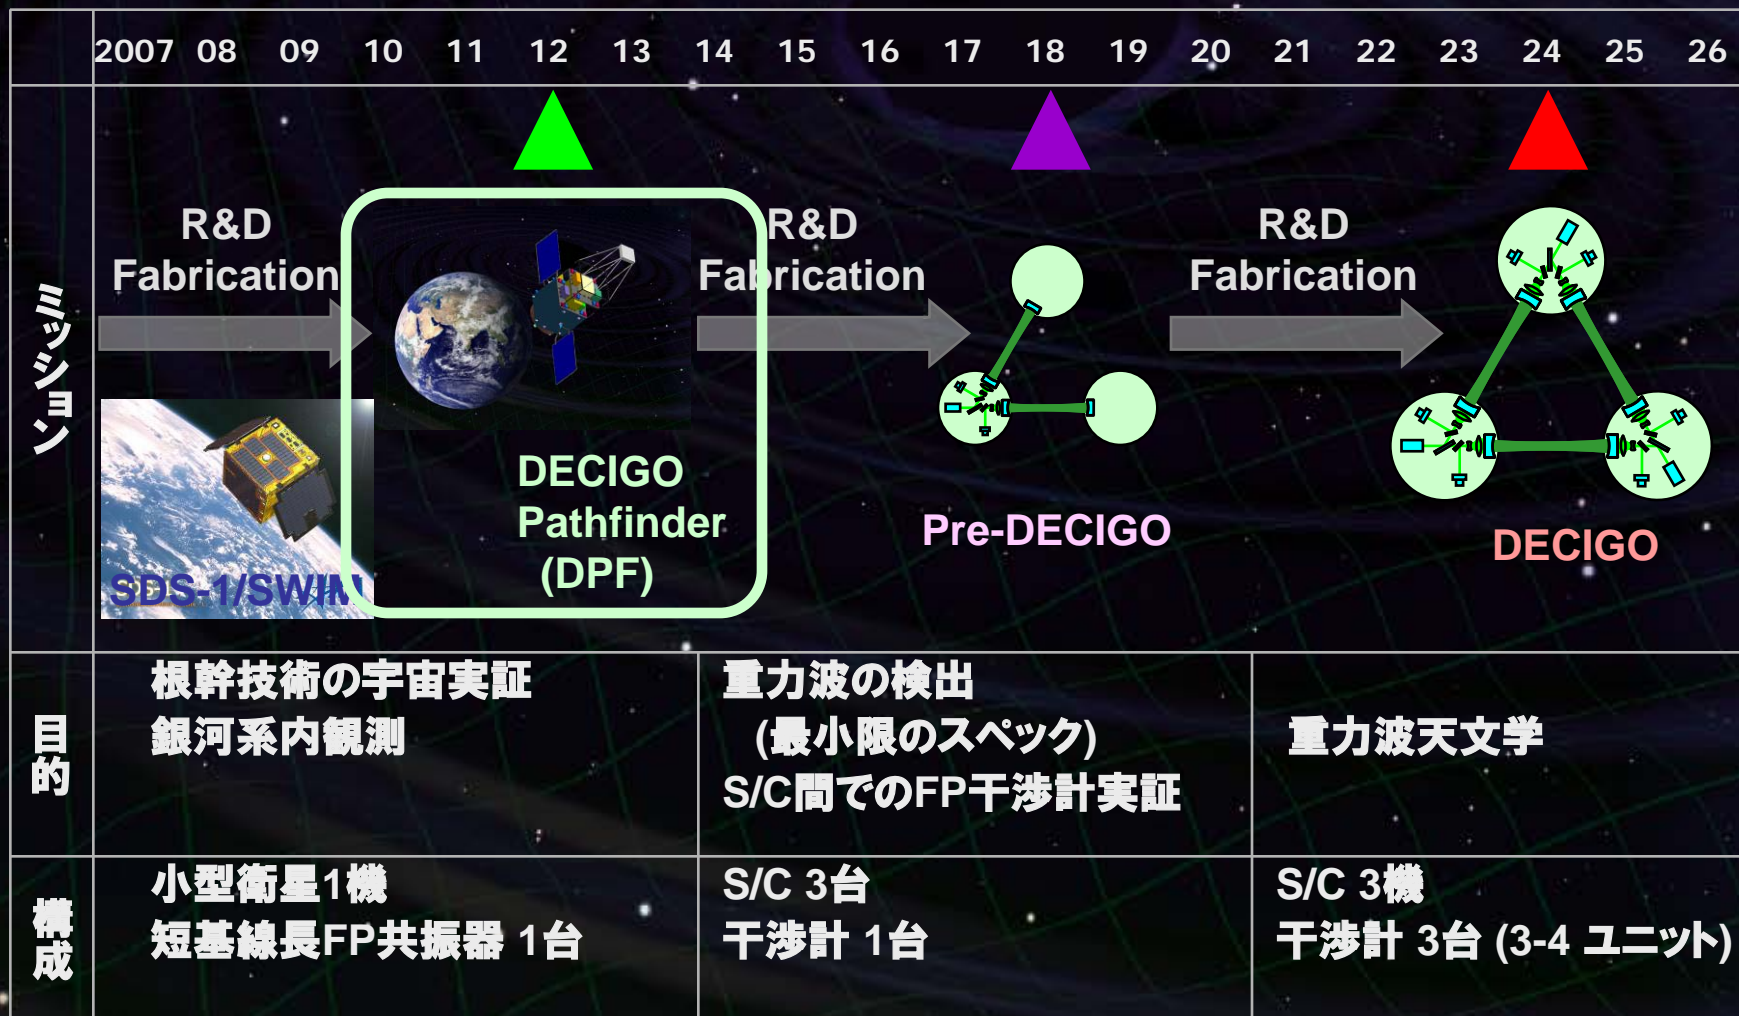 2007 08 09 10 11 12 13 14 15 16 17 18 19 20 21 22 23 24 25 26
ミッション
R&D
Fabrication
R&D
Fabrication
R&D
Fabrication
SDS-1/SWIM
DECIGO
Pathfinder
(DPF)
Pre-DECIGO
DECIGO
目的
根幹技術の宇宙実証
銀河系内観測
重力波の検出
(最小限のスペック)
S/C間でのFP干渉計実証
重力波天文学
構成
小型衛星1機
短基線長FP共振器 1台
S/C 3台
干渉計 1台
S/C 3機
干渉計 3台 (3-4 ユニット)